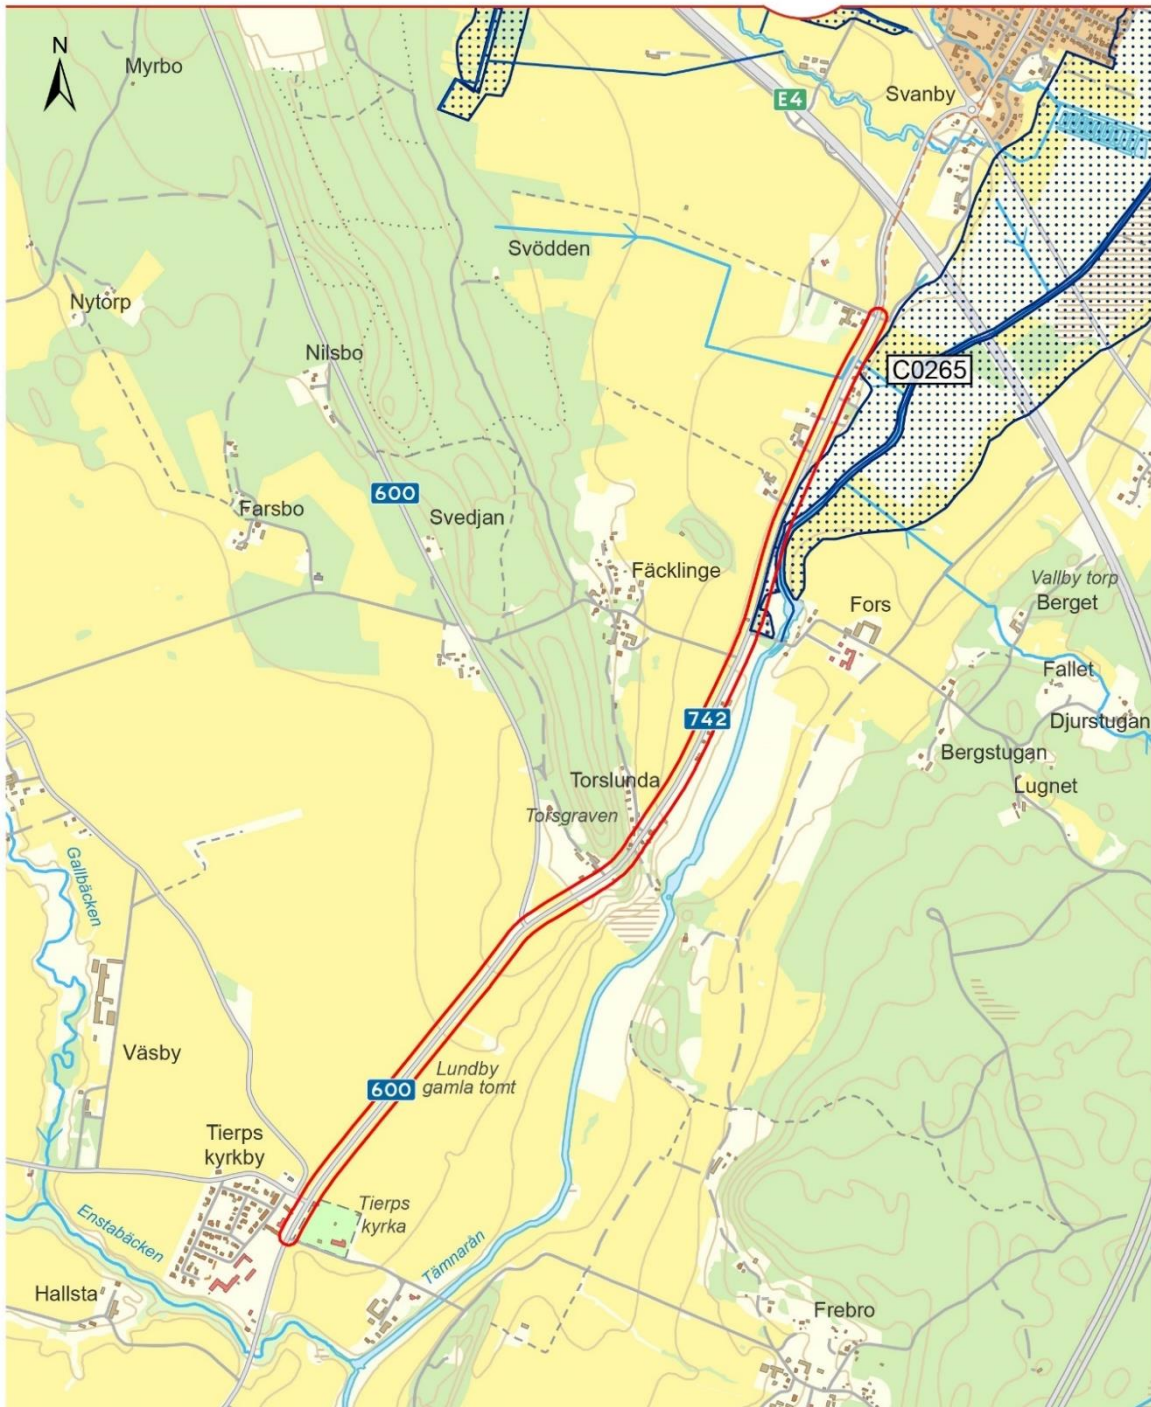 N
Myrbo
E4
Svanby
Svödden
Nytorp
Nilsbo
C0265
600
Farsbo
Svedjan
Fäcklinge
Vallby torp
Berget
Fors
Fallet
742
Djurstugan
Bergstugan
Torslunda
Lugnet
Torsgraven
Gallbäcken
Väsby
Lundby
gamla tomt
600
Tierps
kyrkby
Tierps
kyrka
Enstabäcken
Tämnarån
Hallsta
Frebro